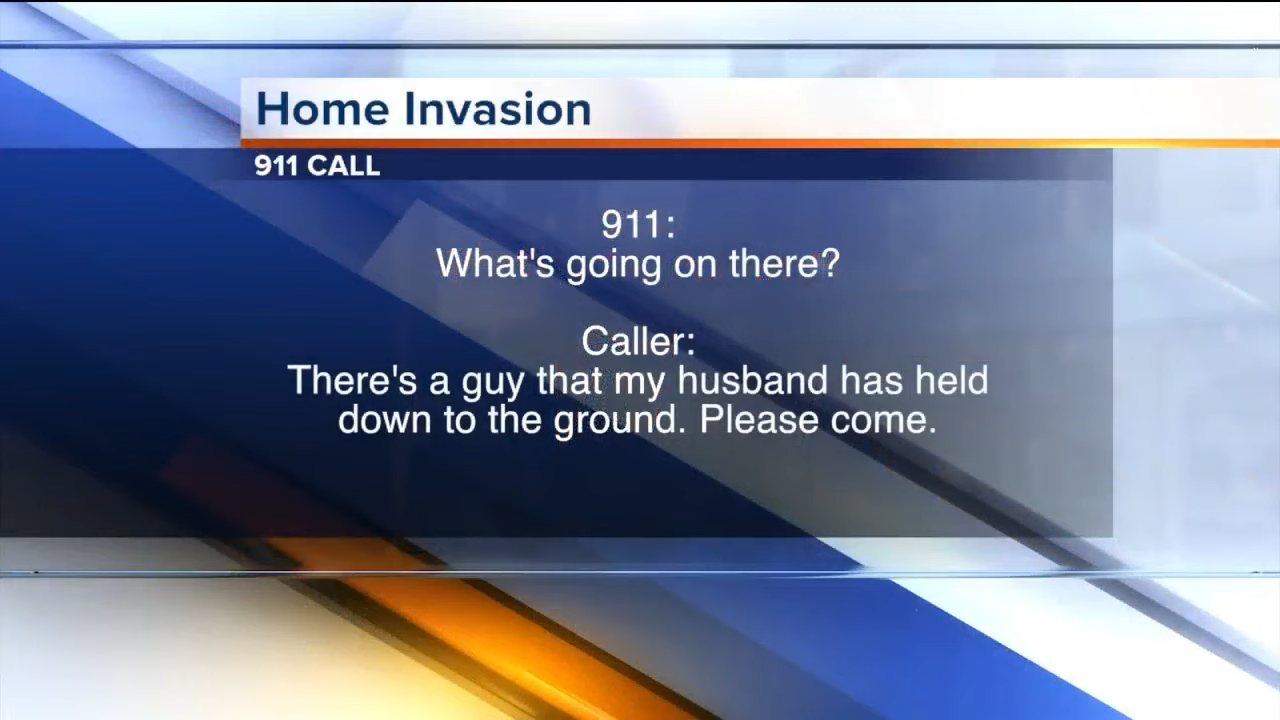 Home Invasion
911 CALL
911:
What's going on there?
Caller:
There's a guy that my husband has held
down to the ground. Please come.